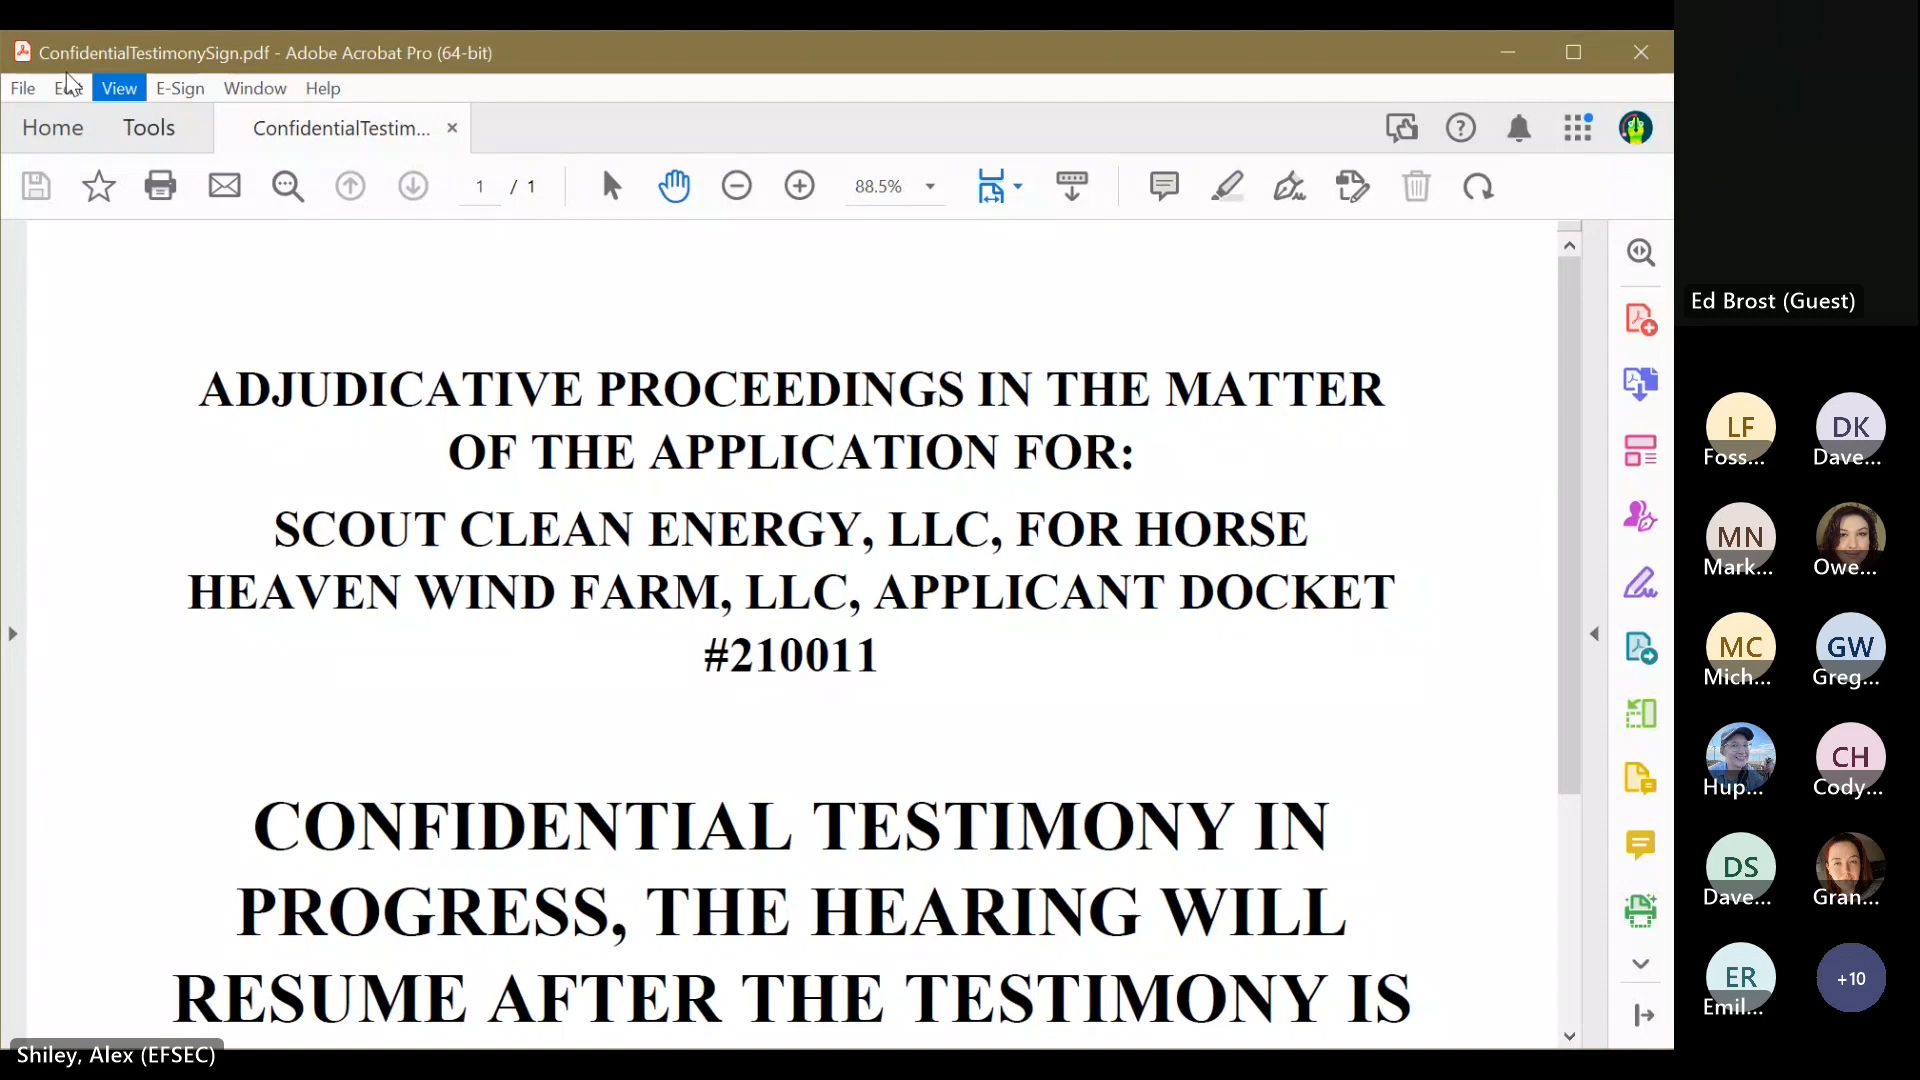 ConfidentialTestimonySign.pdf - Adobe Acrobat Pro (64-bit)
File View E-Sign Window Help
Home Tools ConfidentialTestim...
1 / 1 88.5%
ADJUDICATIVE PROCEEDINGS IN THE MATTER
OF THE APPLICATION FOR:
SCOUT CLEAN ENERGY, LLC, FOR HORSE
HEAVEN WIND FARM, LLC, APPLICANT DOCKET
#210011
CONFIDENTIAL TESTIMONY IN
PROGRESS, THE HEARING WILL
RESUME AFTER THE TESTIMONY IS
Shiley, Alex (EFSEC)
Ed Brost (Guest)
LF DK
Foss... Dave...
MN
Mark... Owe...
MC GW
Mich... Greg...
CH
Hup... Cody...
DS
Dave... Gran...
ER +10
Emil...